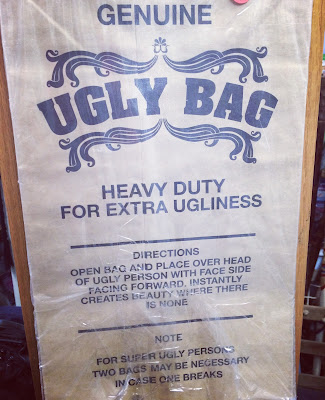 GENUINE
UGLY BAG
HEAVY DUTY
FOR EXTRA UGLINESS
DIRECTIONS
OPEN BAG AND PLACE OVER HEAD
OF UGLY PERSON WITH FACE SIDE
FACING FORWARD. INSTANTLY
CREATES BEAUTY WHERE THERE
IS NONE
NOTE
FOR SUPER UGLY PERSONS
TWO BAGS MAY BE NECESSARY
IN CASE ONE BREAKS